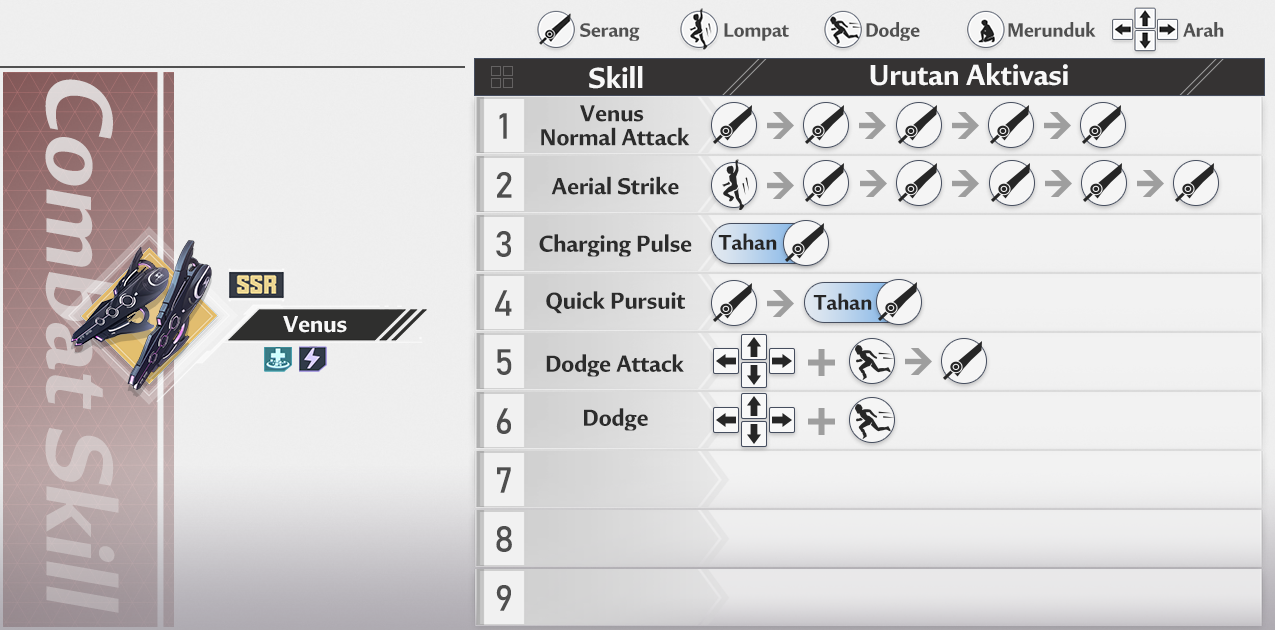 Serang
Lompat
Dodge
Merunduk
Arah
Combat Skill
SSR
Venus
Skill
Urutan Aktivasi
1
Venus
Normal Attack
2
Aerial Strike
3
Charging Pulse
Tahan
4
Quick Pursuit
Tahan
5
Dodge Attack
6
Dodge
7
8
9